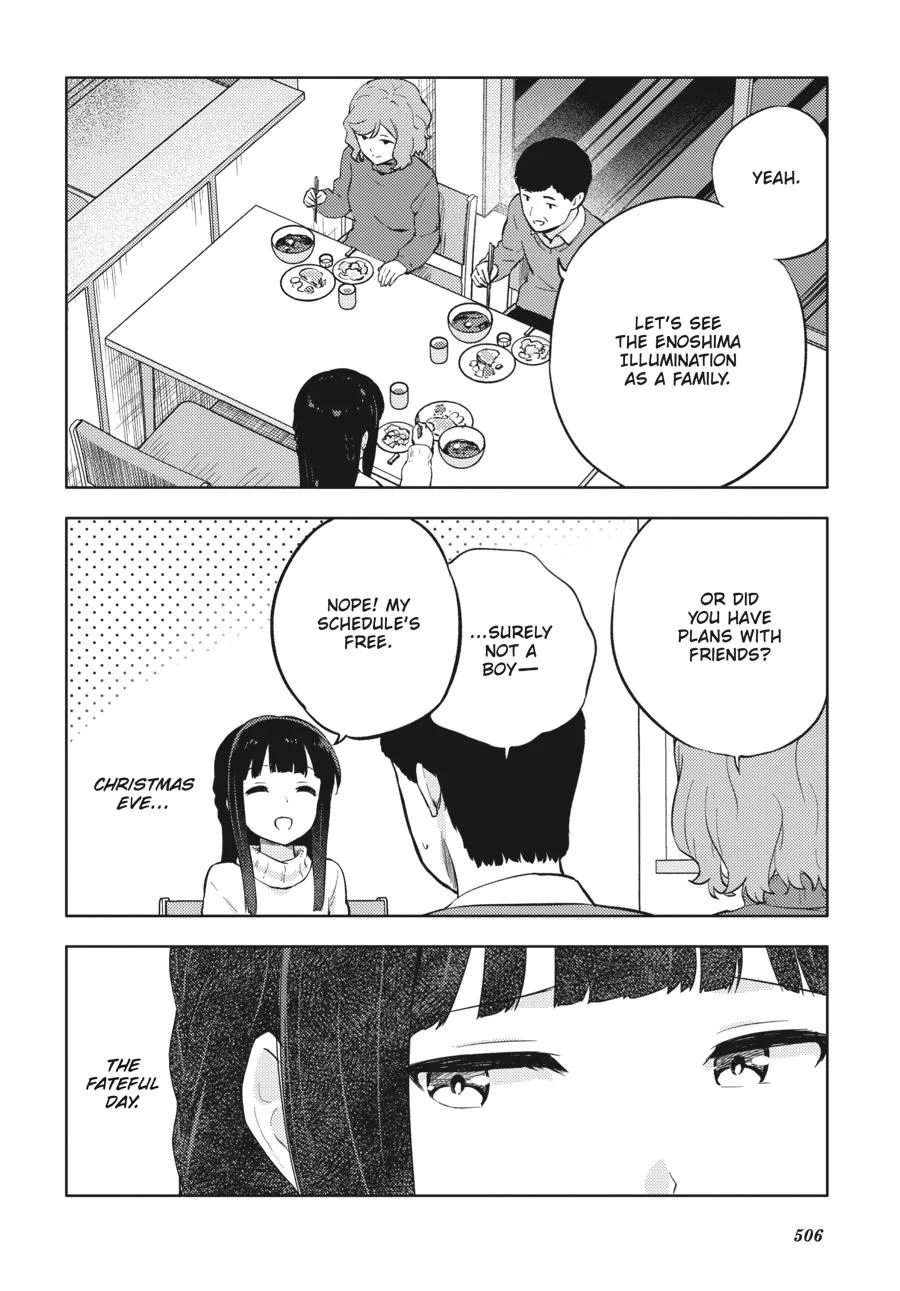 YEAH.
LET'S SEE
THE ENOSHIMA
ILLUMINATION
AS A FAMILY.
OR DID
YOU HAVE
PLANS WITH
FRIENDS?
...SURELY
NOT A
BOY—
NOPE! MY
SCHEDULE'S
FREE.
CHRISTMAS
EVE...
THE
FATEFUL
DAY.
506